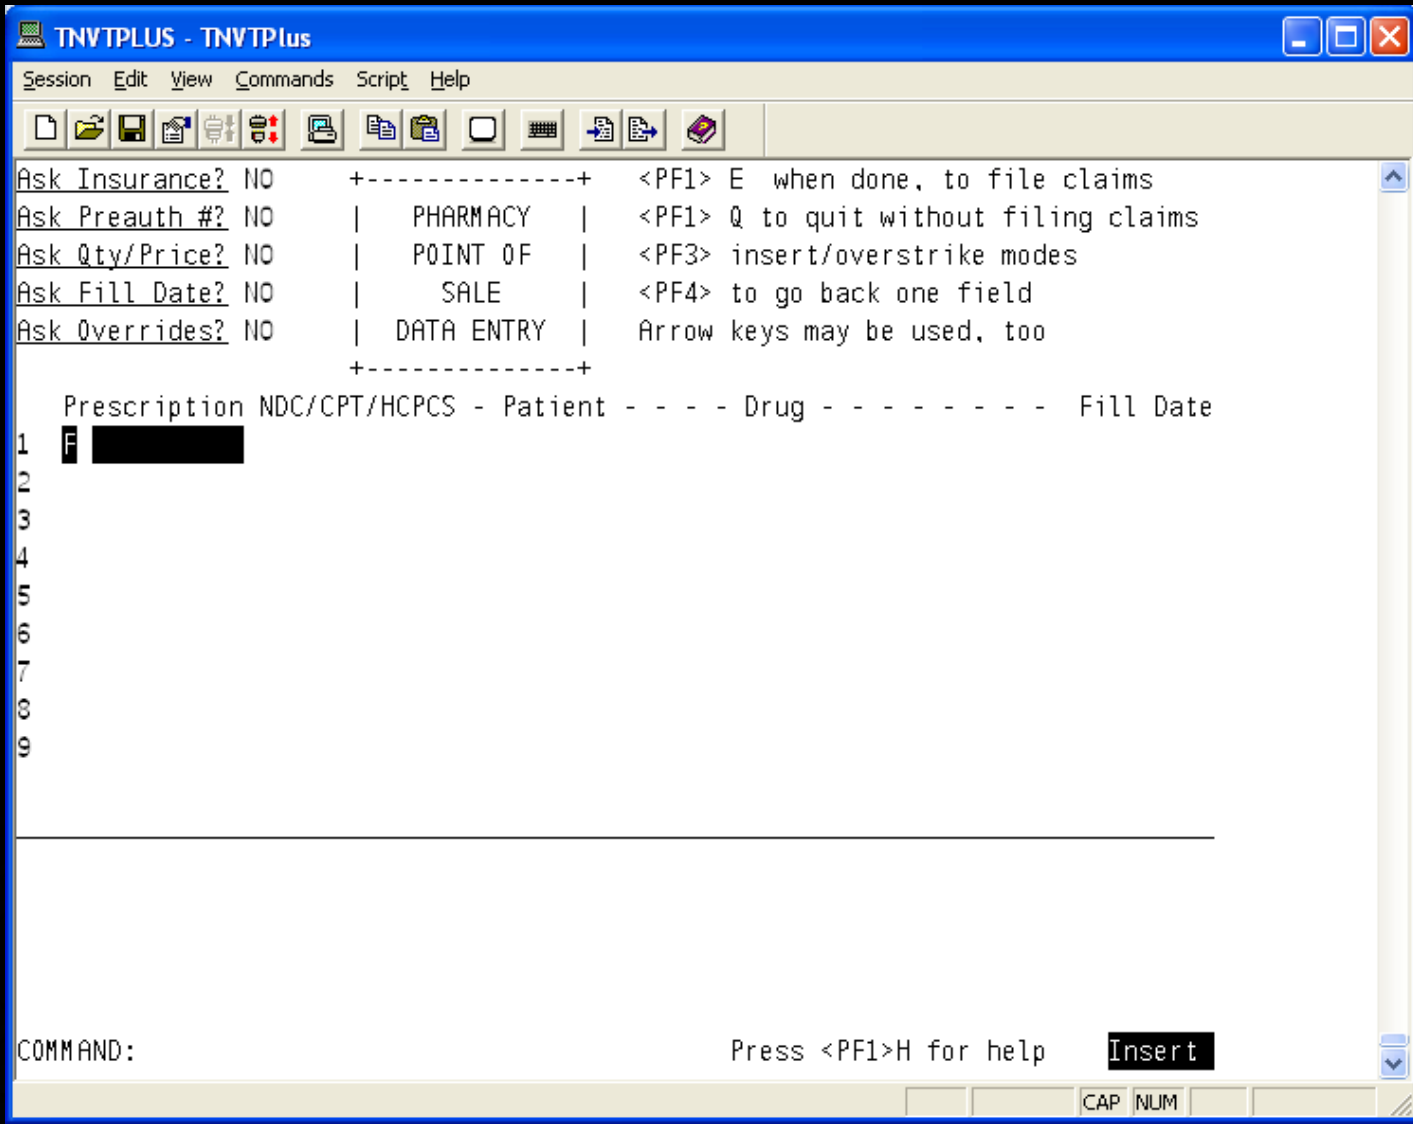 TNVTPLUS - TNVTPlus
Session Edit View Commands Script Help
Ask Insurance? NO +--------------+ <PF1> E when done, to file claims
Ask Preauth #? NO | PHARMACY | <PF1> Q to quit without filing claims
Ask Qty/Price? NO | POINT OF | <PF3> insert/overstrike modes
Ask Fill Date? NO | SALE | <PF4> to go back one field
Ask Overrides? NO | DATA ENTRY | Arrow keys may be used, too
+--------------+
Prescription NDC/CPT/HCPCS - Patient - - - - Drug - - - - - - - - Fill Date
1 F
2
3
4
5
6
7
8
9
COMMAND: Press <PF1>H for help Insert
CAP NUM